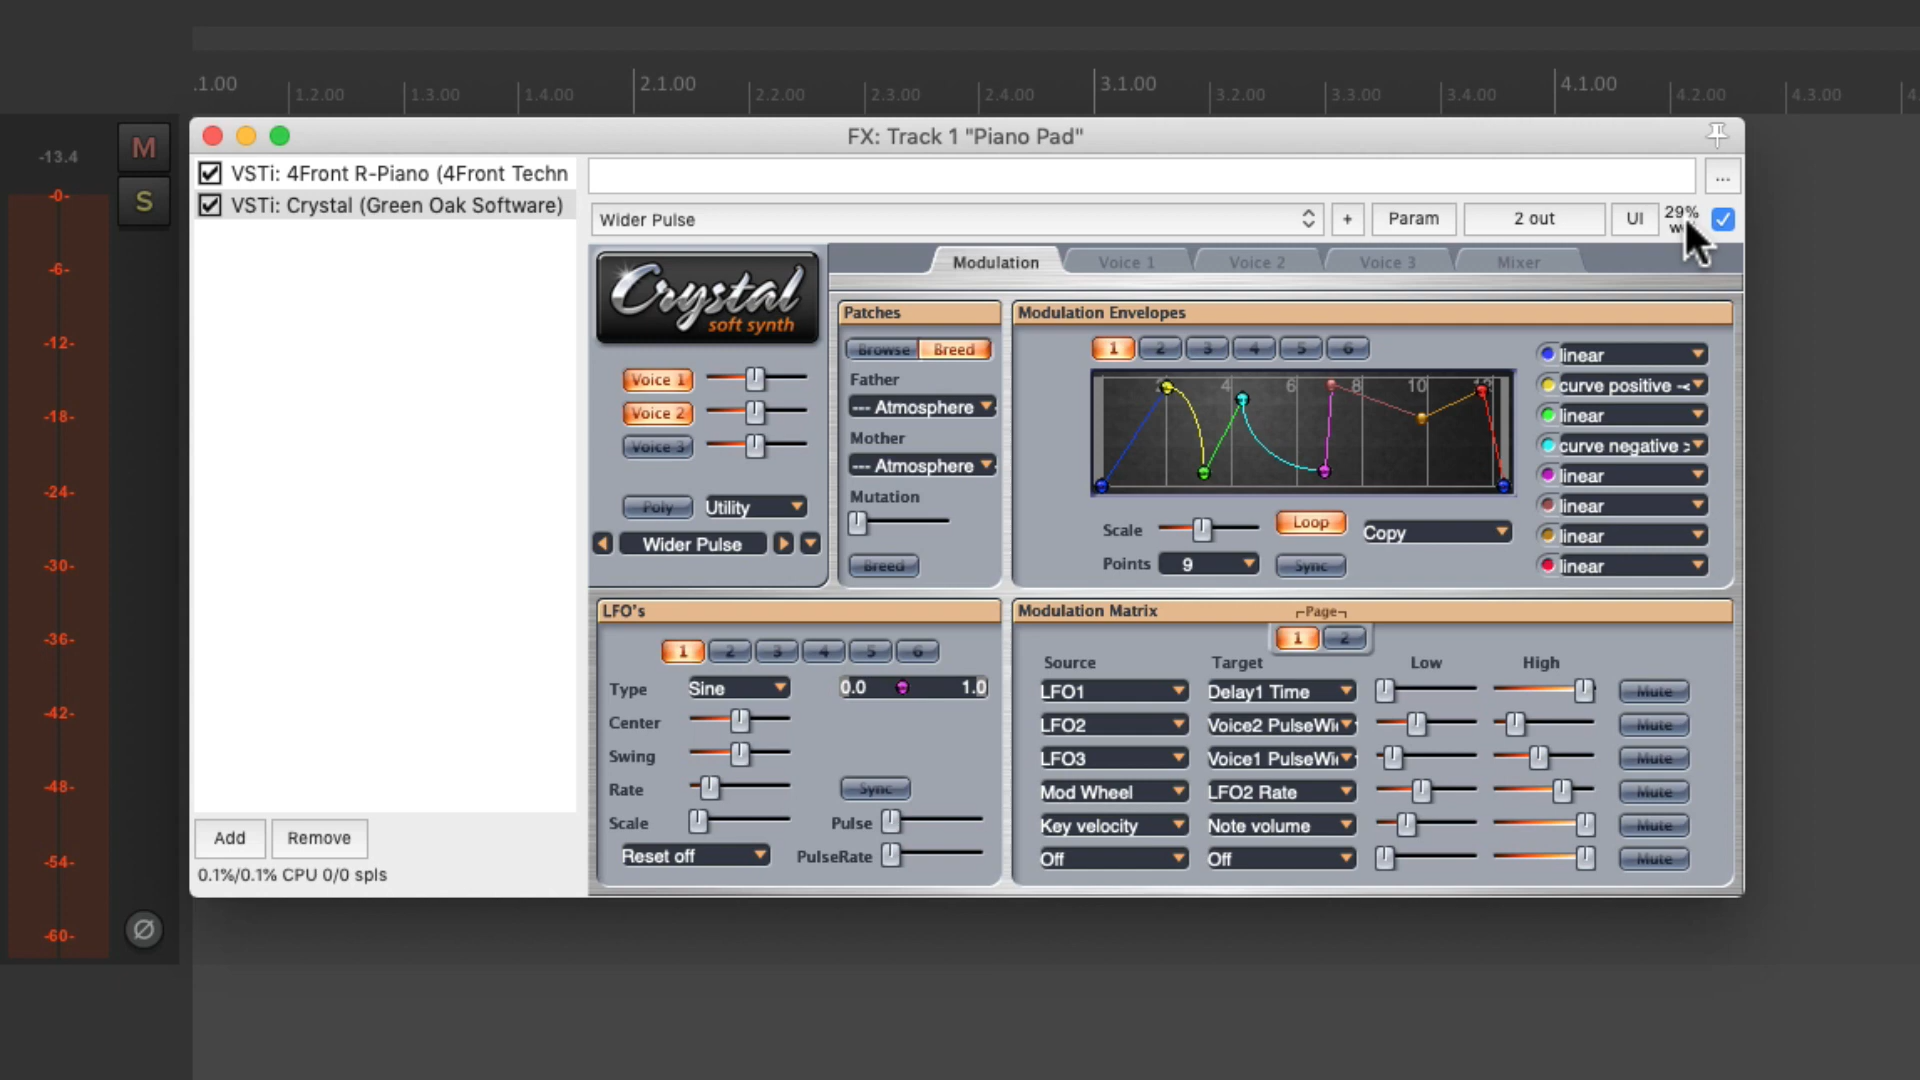 .1.00
1.2.00
1.3.00
1.4.00
2.1.00
2.2.00
2.3.00
2.4.00
3.1.00
3.2.00
3.3.00
3.4.00
4.1.00
4.2.00
4.3.00
-13.4
M
S
-0-
-6-
-12-
-18-
-24-
-30-
-36-
-42-
-48-
-54-
-60-
Ø
FX: Track 1 "Piano Pad"
VSTi: 4Front R-Piano (4Front Techn
VSTi: Crystal (Green Oak Software)
...
Wider Pulse
+
Param
2 out
UI
29%
Crystal
soft synth
Modulation
Voice 1
Voice 2
Voice 3
Mixer
Voice 1
Voice 2
Voice 3
Poly
Utility
Wider Pulse
Patches
Browse
Breed
Father
--- Atmosphere
Mother
--- Atmosphere
Mutation
Breed
Modulation Envelopes
1 2 3 4 5 6
4 6 8 10 12
linear
curve positive -<
linear
curve negative >
linear
linear
linear
linear
Scale
Loop
Copy
Points
9
Sync
LFO's
1 2 3 4 5 6
Type
Sine
0.0
1.0
Center
Swing
Rate
Sync
Scale
Pulse
Reset off
PulseRate
Modulation Matrix
Page
1 2
Source
Target
Low
High
LFO1 Delay1 Time Mute
LFO2 Voice2 PulseWi Mute
LFO3 Voice1 PulseWi Mute
Mod Wheel LFO2 Rate Mute
Key velocity Note volume Mute
Off Off Mute
Add
Remove
0.1%/0.1% CPU 0/0 spls